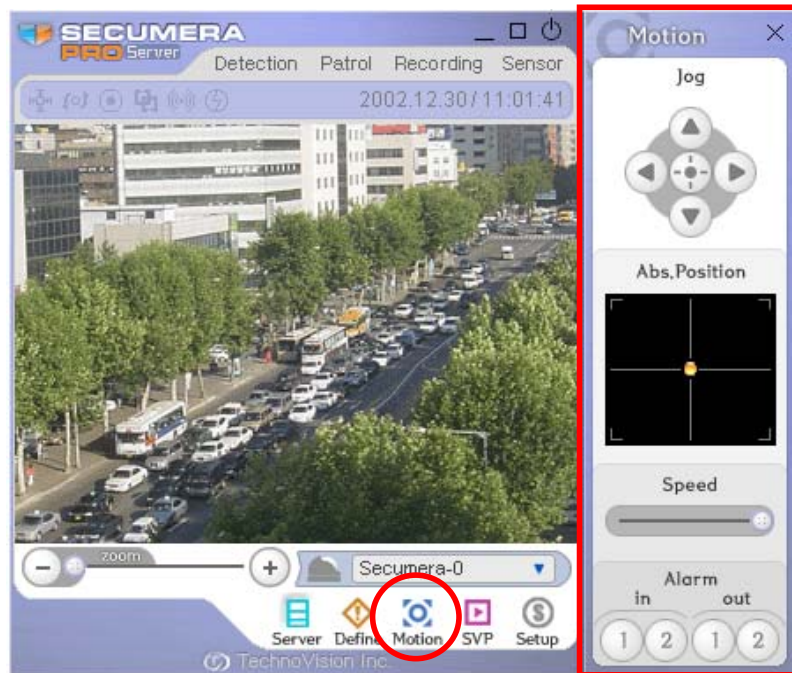 SECUMERA
PRO Server
Detection Patrol Recording Sensor
2002.12.30 / 11:01:41
zoom
Secumera-0
Server Define Motion SVP Setup
TechnoVision Inc.
Motion
Jog
Abs.Position
Speed
Alarm
in out
1 2 1 2